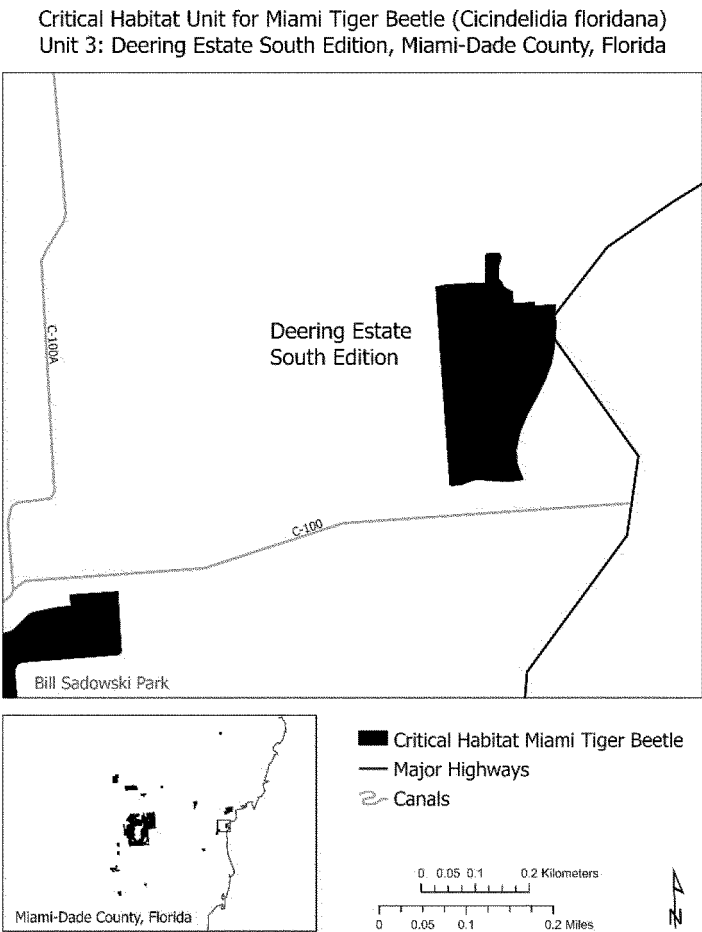 Critical Habitat Unit for Miami Tiger Beetle (Cicindelidia floridana)
Unit 3: Deering Estate South Edition, Miami-Dade County, Florida
C-100A
Deering Estate
South Edition
C-100
Bill Sadowski Park
Miami-Dade County, Florida
Critical Habitat Miami Tiger Beetle
Major Highways
Canals
0 0.05 0.1 0.2 Kilometers
0 0.05 0.1 0.2 Miles
N